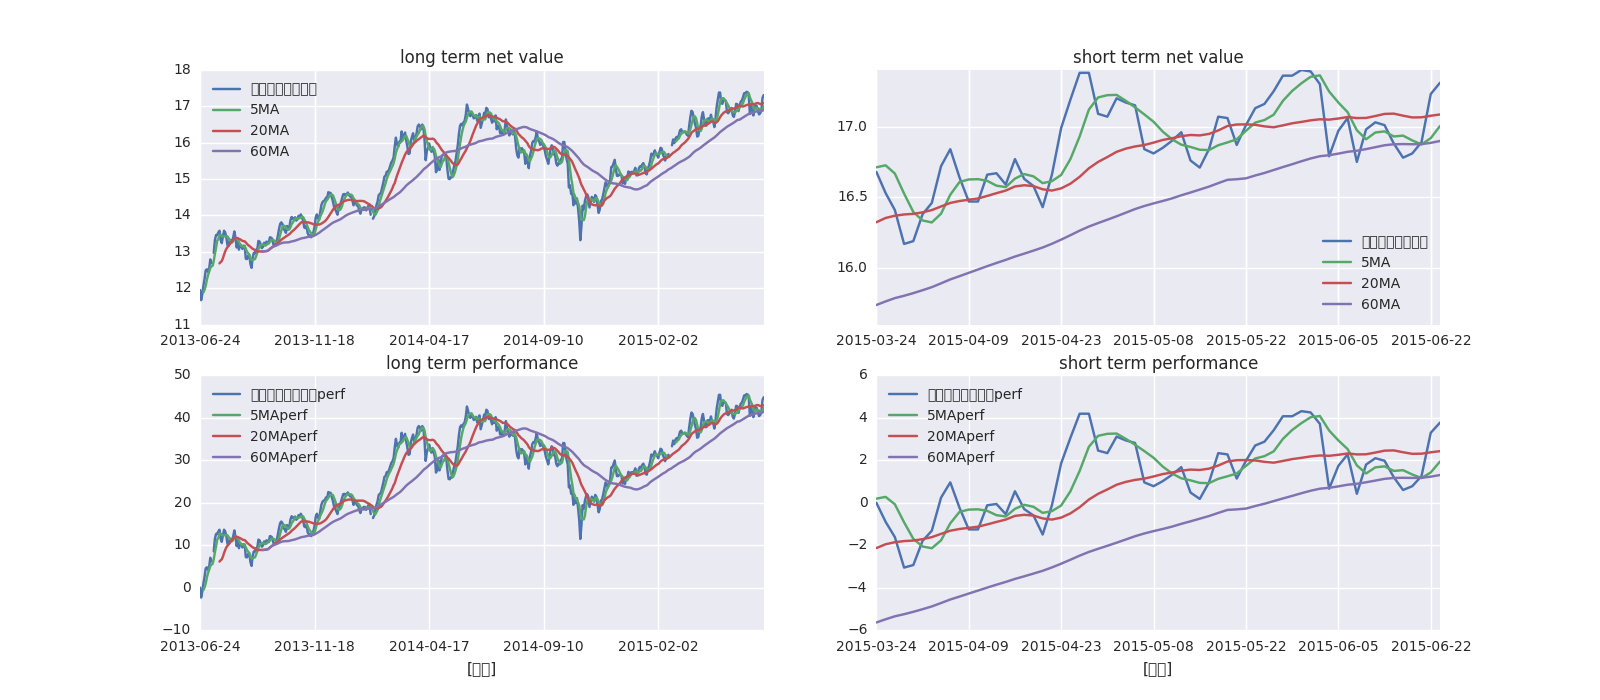 long term net value
18
17
16
15
14
13
12
11
5MA
20MA
60MA
2013-06-24 2013-11-18 2014-04-17 2014-09-10 2015-02-02
short term net value
17.0
16.5
16.0
5MA
20MA
60MA
2015-03-24 2015-04-09 2015-04-23 2015-05-08 2015-05-22 2015-06-05 2015-06-22
long term performance
50
40
30
20
10
0
−10
perf
5MAperf
20MAperf
60MAperf
2013-06-24 2013-11-18 2014-04-17 2014-09-10 2015-02-02
short term performance
6
4
2
0
−2
−4
−6
perf
5MAperf
20MAperf
60MAperf
2015-03-24 2015-04-09 2015-04-23 2015-05-08 2015-05-22 2015-06-05 2015-06-22